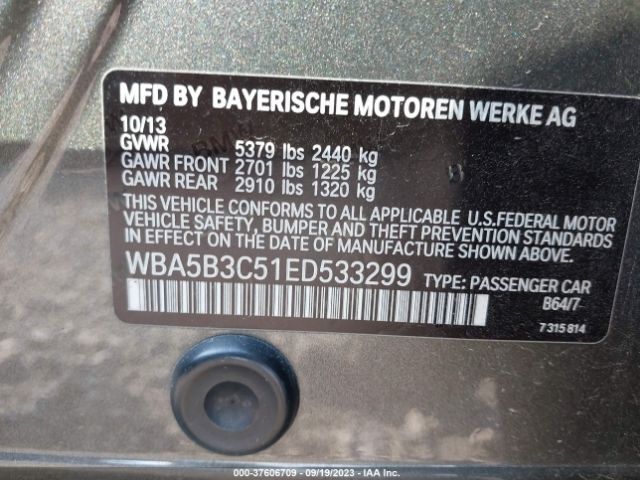 MFD BY BAYERISCHE MOTOREN WERKE AG
10/13
GVWR 5379 lbs 2440 kg
GAWR FRONT 2701 lbs 1225 kg
GAWR REAR 2910 lbs 1320 kg
THIS VEHICLE CONFORMS TO ALL APPLICABLE U.S.FEDERAL MOTOR
VEHICLE SAFETY, BUMPER AND THEFT PREVENTION STANDARDS
IN EFFECT ON THE DATE OF MANUFACTURE SHOWN ABOVE.
WBA5B3C51ED533299 TYPE: PASSENGER CAR
B64/7
7 315 814
000-37606709 - 09/19/2023 - IAA Inc.